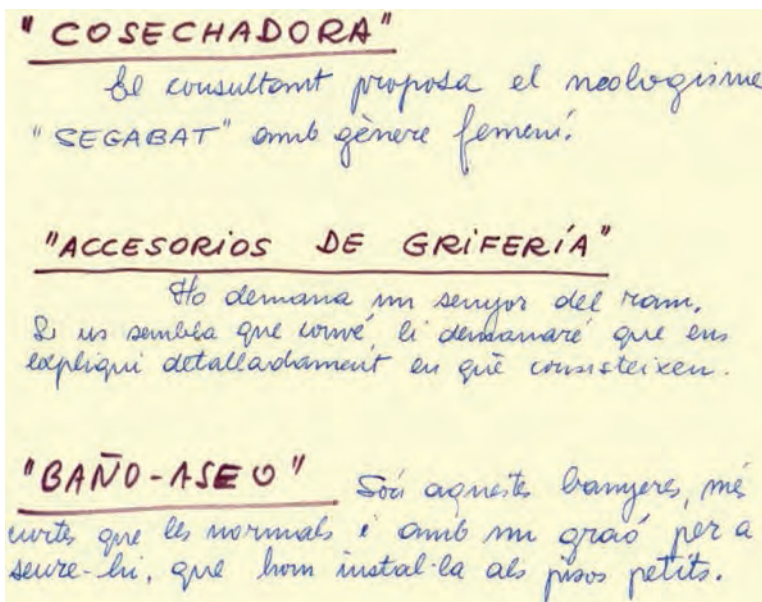 "COSECHADORA"
El consultant proposa el neologisme
"SEGABAT" amb gènere femení.
"ACCESORIOS DE GRIFERÍA"
Ho demana un senyor del ram.
Si us sembla que convé, li demanaré que ens
expliqui detalladament en què consisteixen.
"BAÑO-ASEO" Són aquestes banyeres, més
curtes que les normals i amb un graó per a
seure-hi, que hom instal·la als pisos petits.